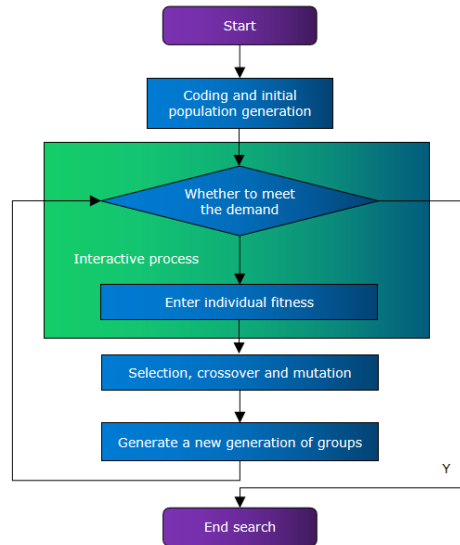 Start
Coding and initial
population generation
Whether to meet
the demand
Interactive process
Enter individual fitness
Selection, crossover and mutation
Generate a new generation of groups
Y
End search